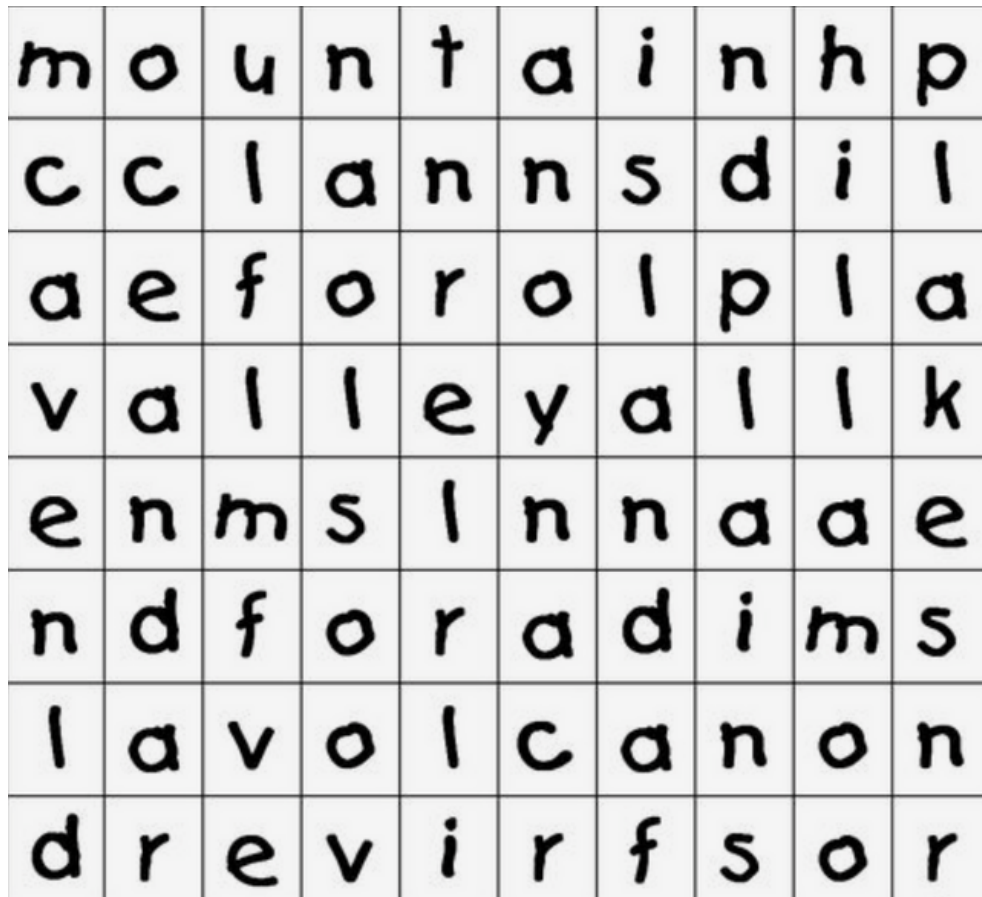 m o u n t a i n h p
c c l a n n s d i l
a e f o r o l p l a
v a l l e y a l l k
e n m s l n n a a e
n d f o r a d i m s
l a v o l c a n o n
d r e v i r f s o r